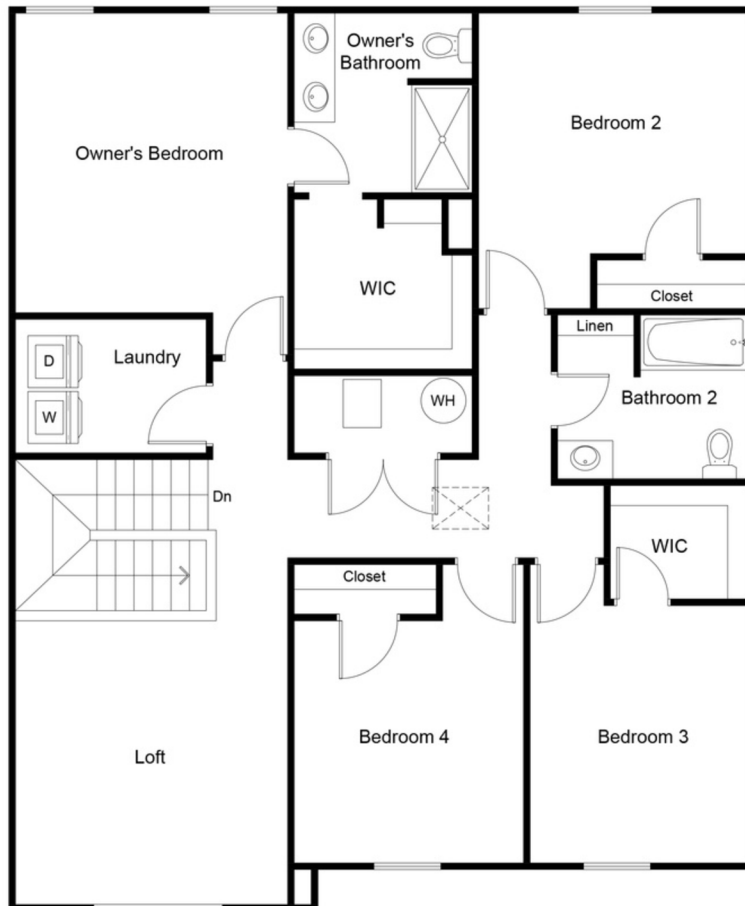 Owner's
Bathroom
Owner's Bedroom
Bedroom 2
WIC
Closet
Linen
D
Laundry
W
WH
Bathroom 2
Dn
WIC
Closet
Bedroom 4
Bedroom 3
Loft